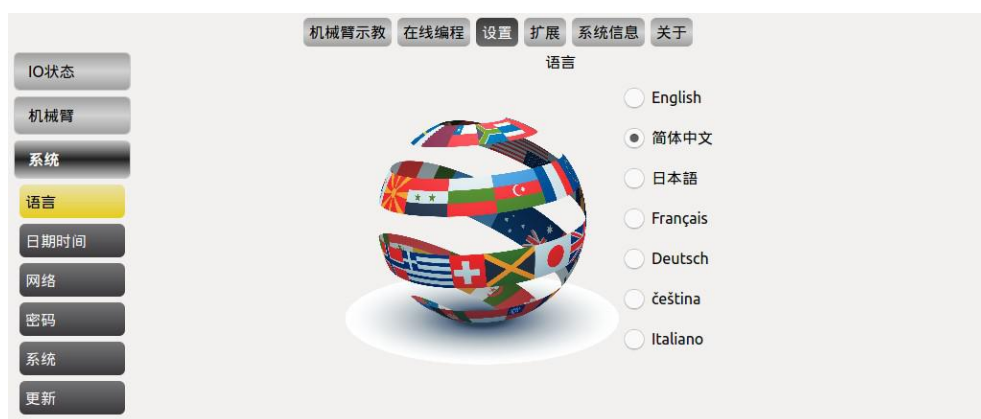 机械臂示教 在线编程 设置 扩展 系统信息 关于
语言
IO状态
机械臂
系统
语言
日期时间
网络
密码
系统
更新
English
简体中文
日本語
Français
Deutsch
čeština
Italiano